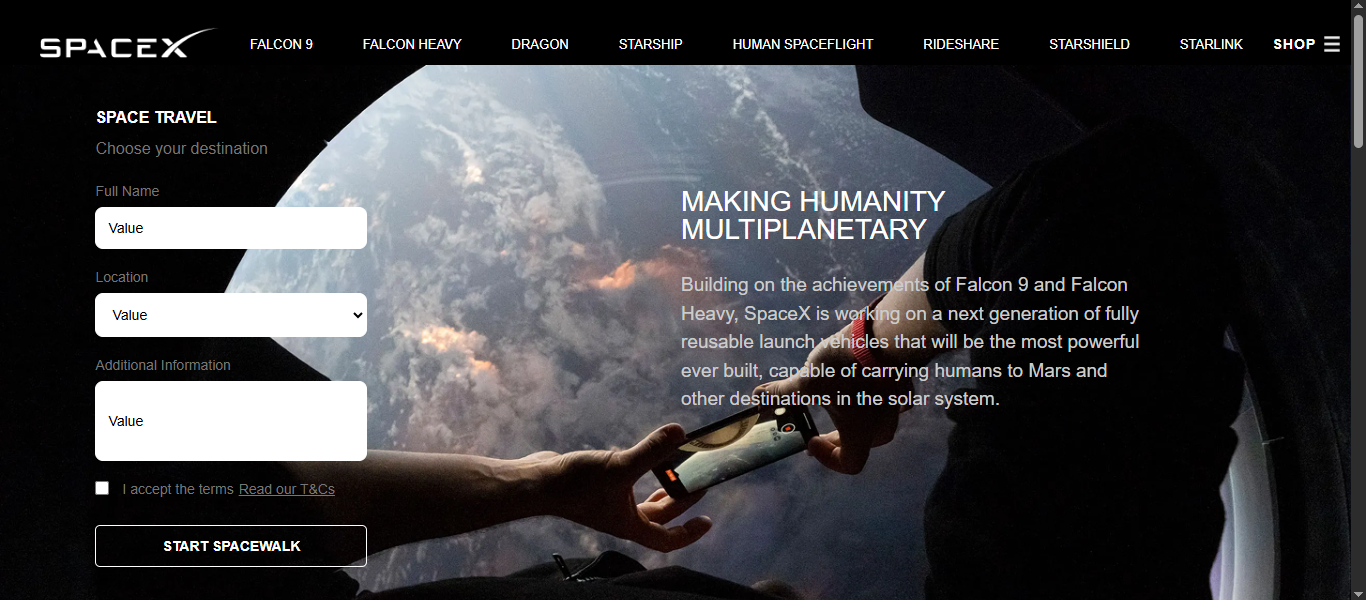 SPACEX
FALCON 9
FALCON HEAVY
DRAGON
STARSHIP
HUMAN SPACEFLIGHT
RIDESHARE
STARSHIELD
STARLINK
SHOP
SPACE TRAVEL
Choose your destination
Full Name
Value
Location
Value
Additional Information
Value
I accept the terms Read our T&Cs
START SPACEWALK
MAKING HUMANITY
MULTIPLANETARY
Building on the achievements of Falcon 9 and Falcon
Heavy, SpaceX is working on a next generation of fully
reusable launch vehicles that will be the most powerful
ever built, capable of carrying humans to Mars and
other destinations in the solar system.